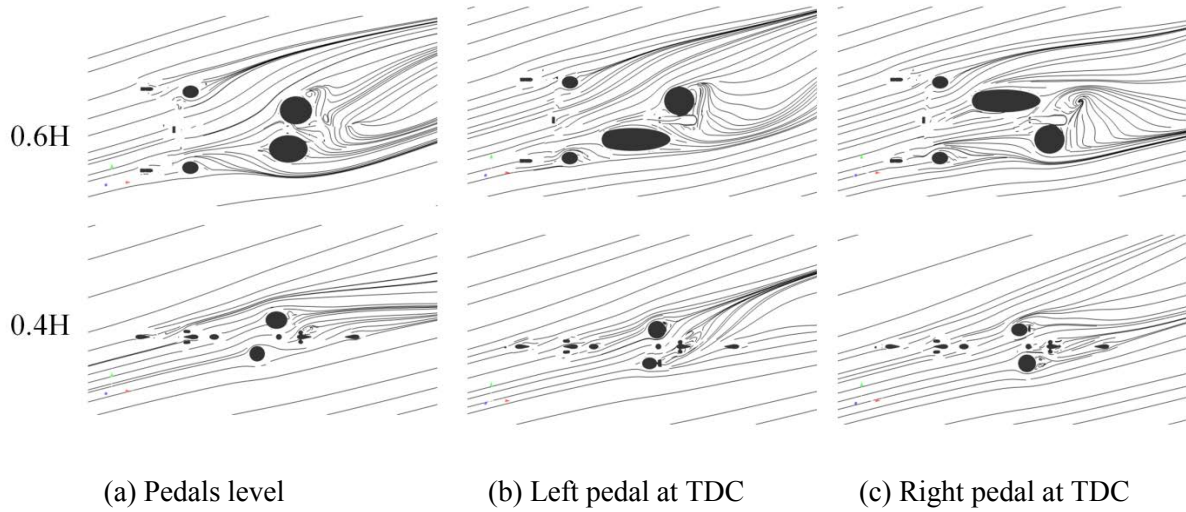 0.6H
0.4H
(a) Pedals level (b) Left pedal at TDC (c) Right pedal at TDC